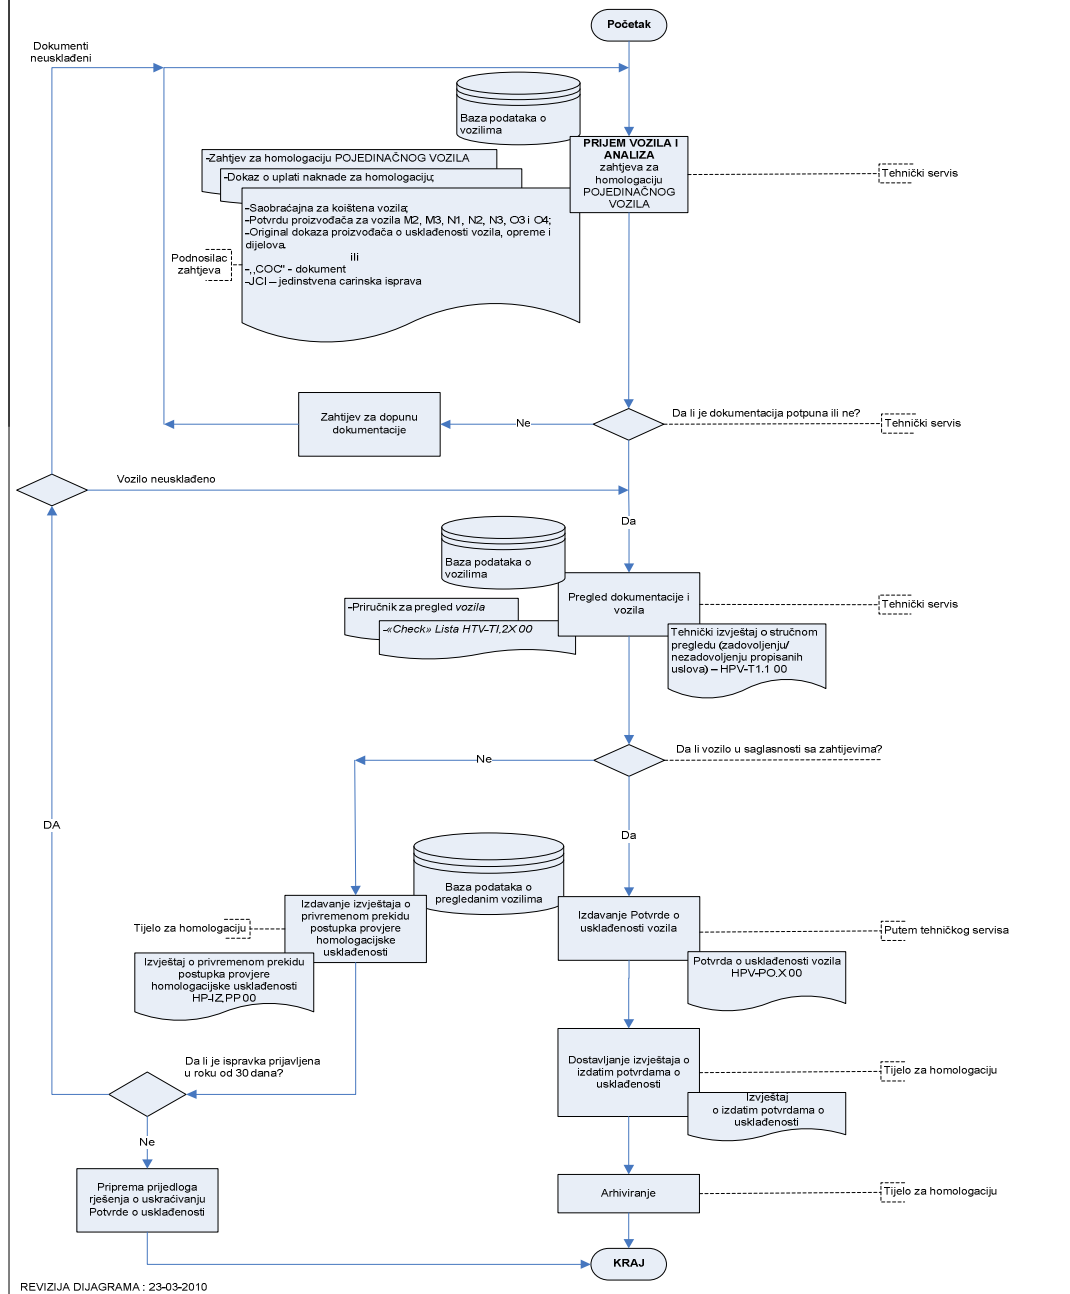 Početak
Dokumenti
neusklađeni
Baza podataka o
vozilima
PRIJEM VOZILA I
ANALIZA
zahtjeva za
homologaciju
POJEDINAČNOG
VOZILA
Tehnički servis
-Zahtjev za homologaciju POJEDINAČNOG VOZILA
-Dokaz o uplati naknade za homologaciju;
-Saobraćajna za koištena vozila;
-Potvrdu proizvođača za vozila M2, M3, N1, N2, N3, O3 i O4;
-Original dokaza proizvođača o usklađenosti vozila, opreme i
dijelova.
ili
-,,COC" - dokument
-JCI – jedinstvena carinska isprava
Podnosilac
zahtjeva
Zahtijev za dopunu
dokumentacije
Ne
Da li je dokumentacija potpuna ili ne?
Tehnički servis
Vozilo neusklađeno
Da
Baza podataka o
vozilima
Pregled dokumentacije i
vozila
Tehnički servis
-Priručnik za pregled vozila
-«Check» Lista HTV-TI.2X 00
Tehnički izvještaj o stručnom
pregledu (zadovoljenju/
nezadovoljenju propisanih
uslova) – HPV-T1.1 00
Da li vozilo u saglasnosti sa zahtijevima?
Ne
DA
Da
Baza podataka o
pregledanim vozilima
Izdavanje izvještaja o
privremenom prekidu
postupka provjere
homologacijske
usklađenosti
Tijelo za homologaciju
Izvještaj o privremenom prekidu
postupka provjere
homologacijske usklađenosti
HP-IZ.PP 00
Izdavanje Potvrde o
usklađenosti vozila
Putem tehničkog servisa
Potvrda o usklađenosti vozila
HPV-PO.X 00
Da li je ispravka prijavljena
u roku od 30 dana?
Dostavljanje izvještaja o
izdatim potvrdama o
usklađenosti
Tijelo za homologaciju
Izvještaj
o izdatim potvrdama o
usklađenosti
Ne
Priprema prijedloga
rješenja o uskraćivanju
Potvrde o usklađenosti
Arhiviranje
Tijelo za homologaciju
KRAJ
REVIZIJA DIJAGRAMA : 23-03-2010